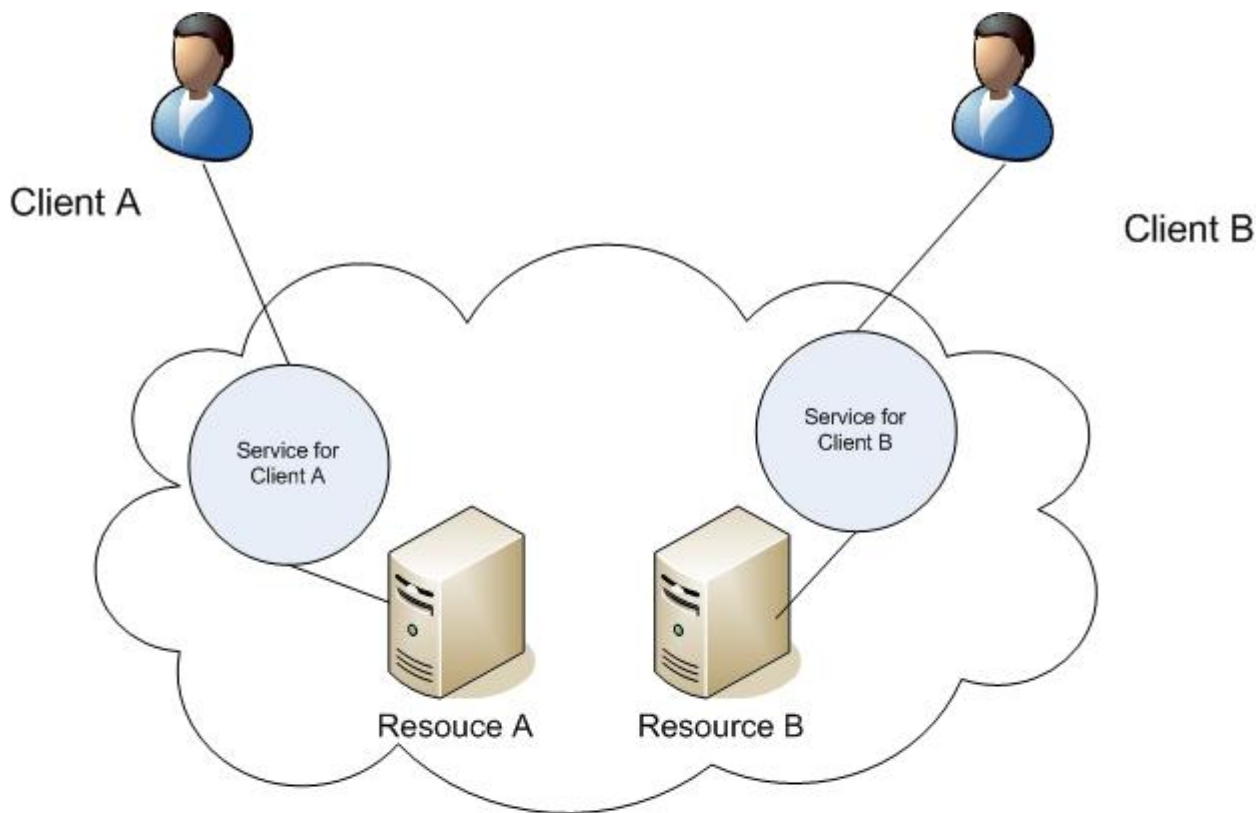 Client A
Client B
Service for
Client A
Service for
Client B
Resouce A
Resource B